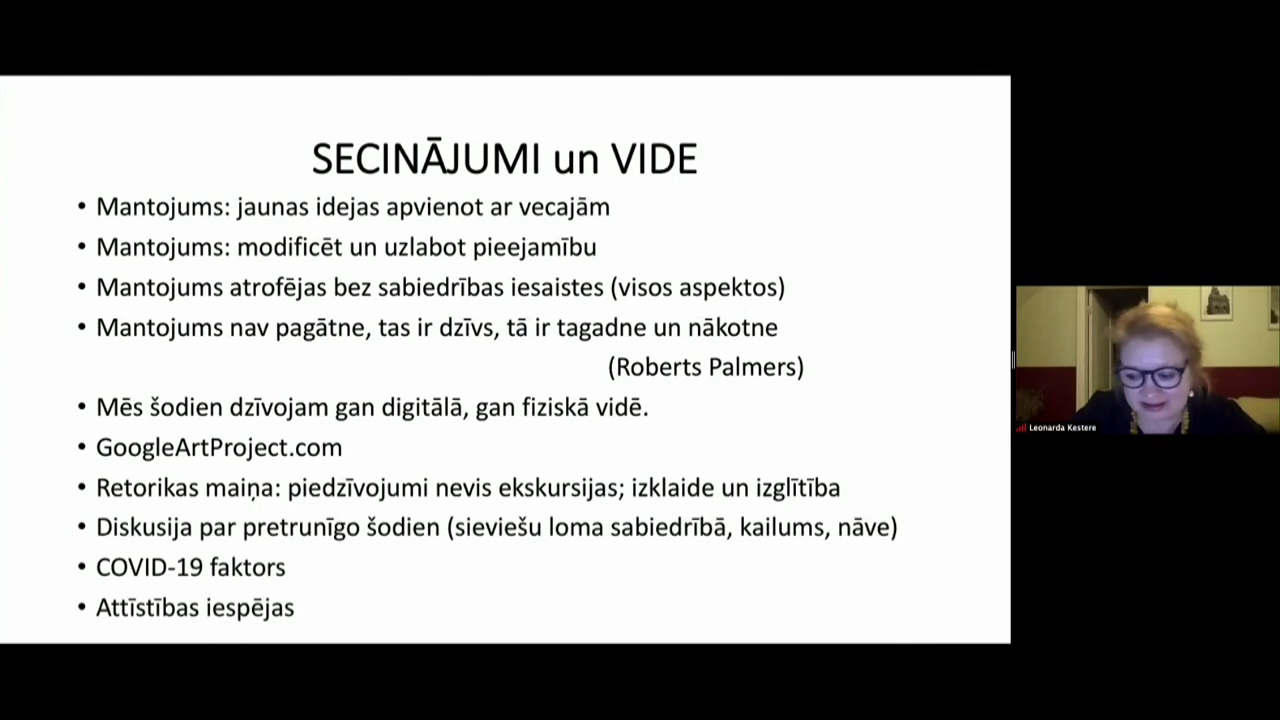 SECINĀJUMI un VIDE
• Mantojums: jaunas idejas apvienot ar vecajām
• Mantojums: modificēt un uzlabot pieejamību
• Mantojums atrofējas bez sabiedrības iesaistes (visos aspektos)
• Mantojums nav pagātne, tas ir dzīvs, tā ir tagadne un nākotne
(Roberts Palmers)
• Mēs šodien dzīvojam gan digitālā, gan fiziskā vidē.
• GoogleArtProject.com
• Retorikas maiņa: piedzīvojumi nevis ekskursijas; izklaide un izglītība
• Diskusija par pretrunīgo šodien (sieviešu loma sabiedrībā, kailums, nāve)
• COVID-19 faktors
• Attīstības iespējas
Leonarda Kestere